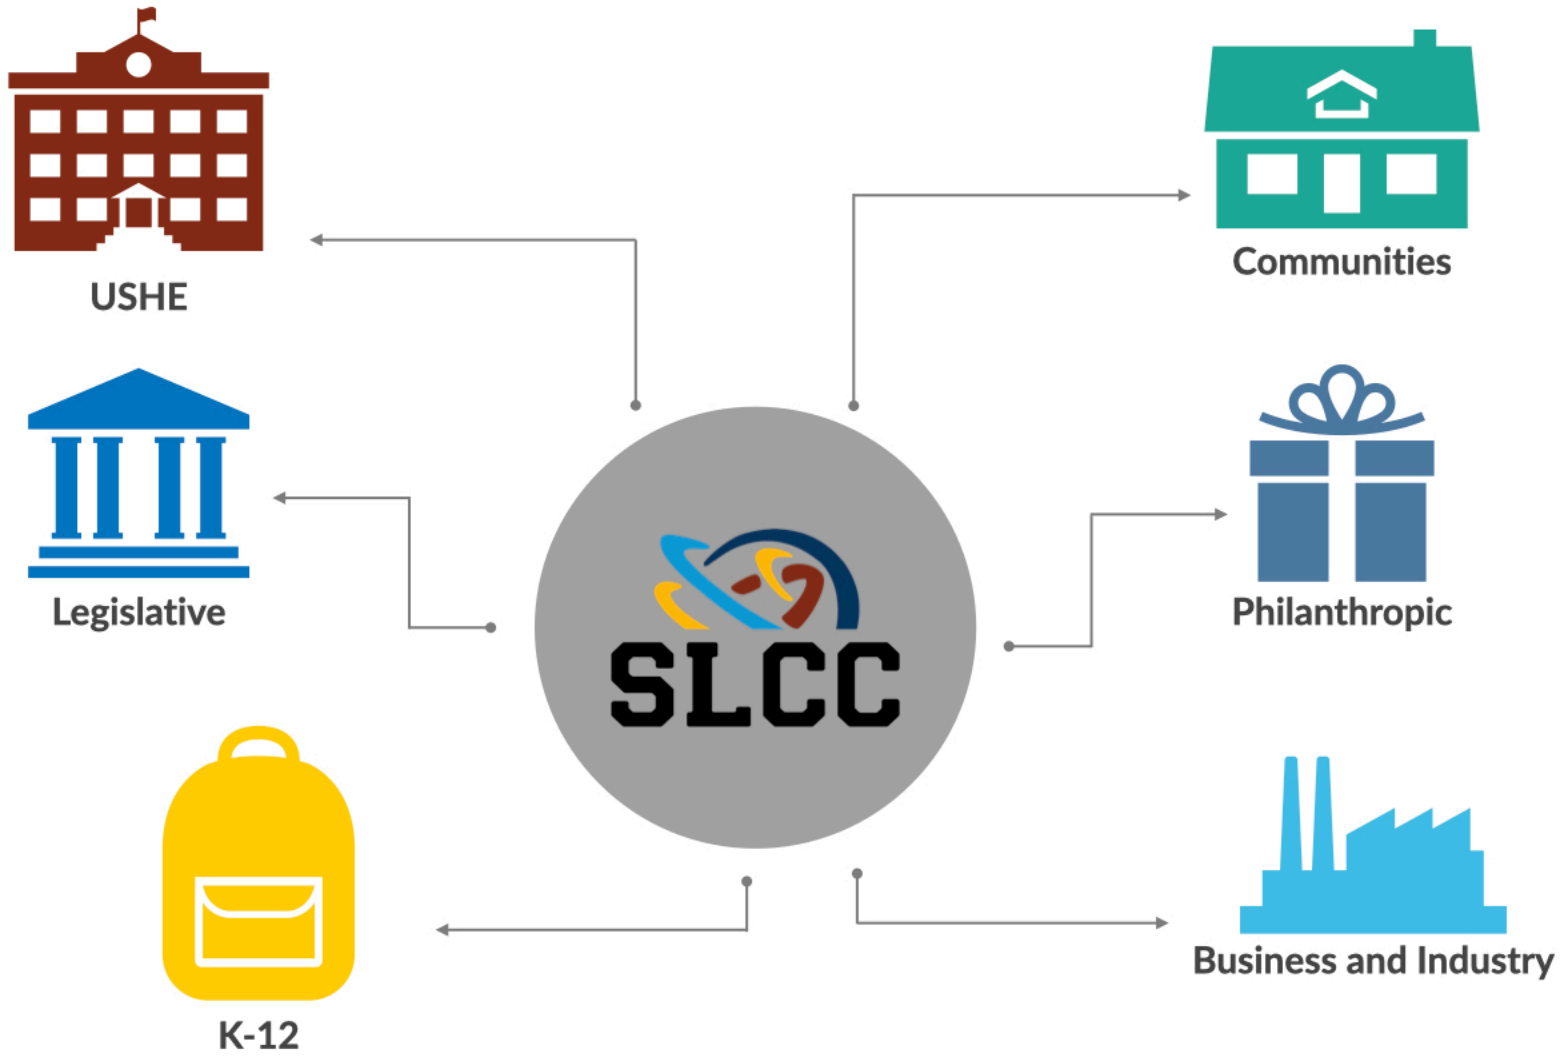 USHE
Communities
Legislative
Philanthropic
SLCC
Business and Industry
K-12